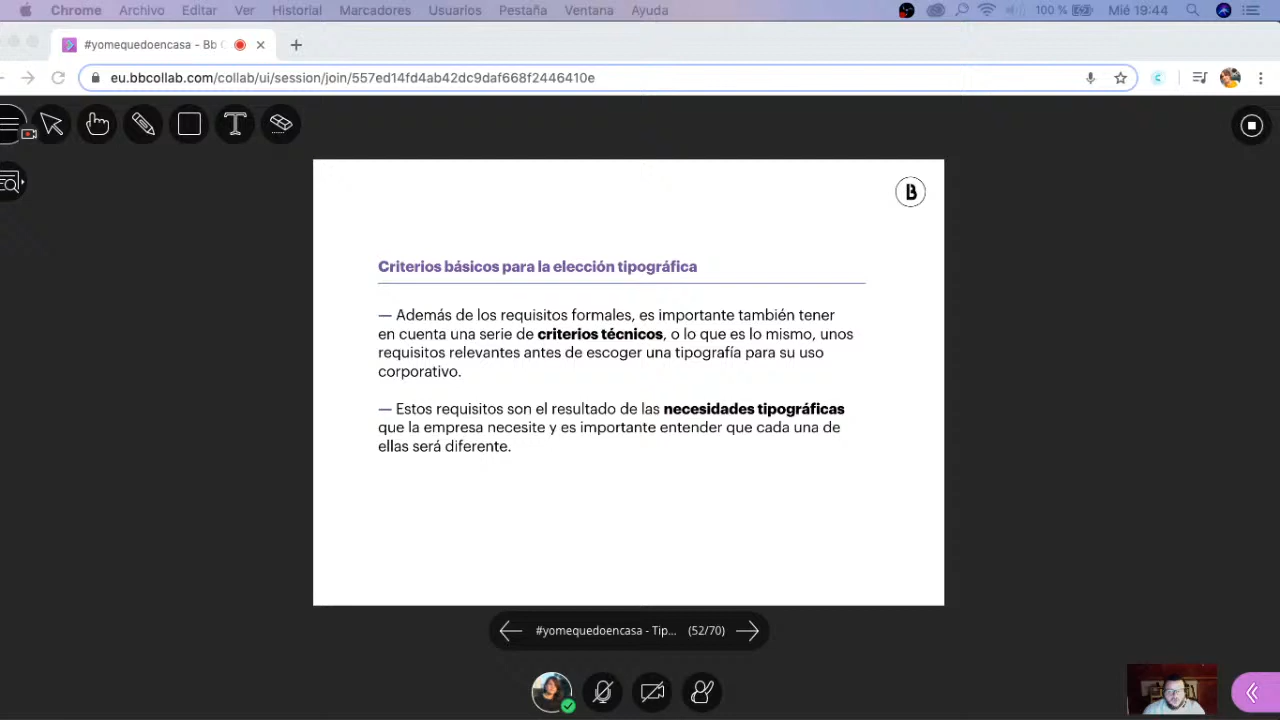 Chrome Archivo Editar Ver Historial Marcadores Usuarios Pestaña Ventana Ayuda 100 % Mié 19:44
#yomequedoencasa - Bb
eu.bbcollab.com/collab/ui/session/join/557ed14fd4ab42dc9daf668f2446410e
T
B
Criterios básicos para la elección tipográfica
— Además de los requisitos formales, es importante también tener
en cuenta una serie de criterios técnicos, o lo que es lo mismo, unos
requisitos relevantes antes de escoger una tipografía para su uso
corporativo.
— Estos requisitos son el resultado de las necesidades tipográficas
que la empresa necesite y es importante entender que cada una de
ellas será diferente.
#yomequedoencasa - Tip... (52/70)